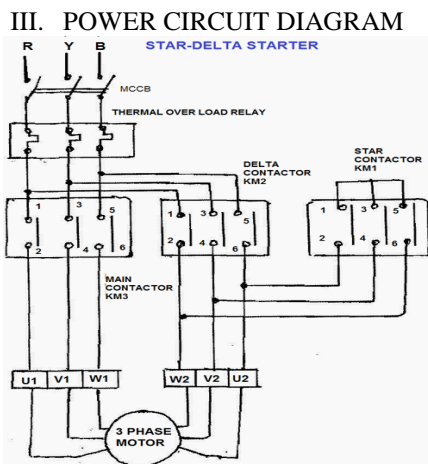 III. POWER CIRCUIT DIAGRAM
R Y B STAR-DELTA STARTER
MCCB
THERMAL OVER LOAD RELAY
DELTA
CONTACTOR
KM2
STAR
CONTACTOR
KM1
1 3 5
2 4 6
1 3 5
2 4 6
1 3 5
2 4 6
MAIN
CONTACTOR
KM3
U1 V1 W1 W2 V2 U2
3 PHASE
MOTOR